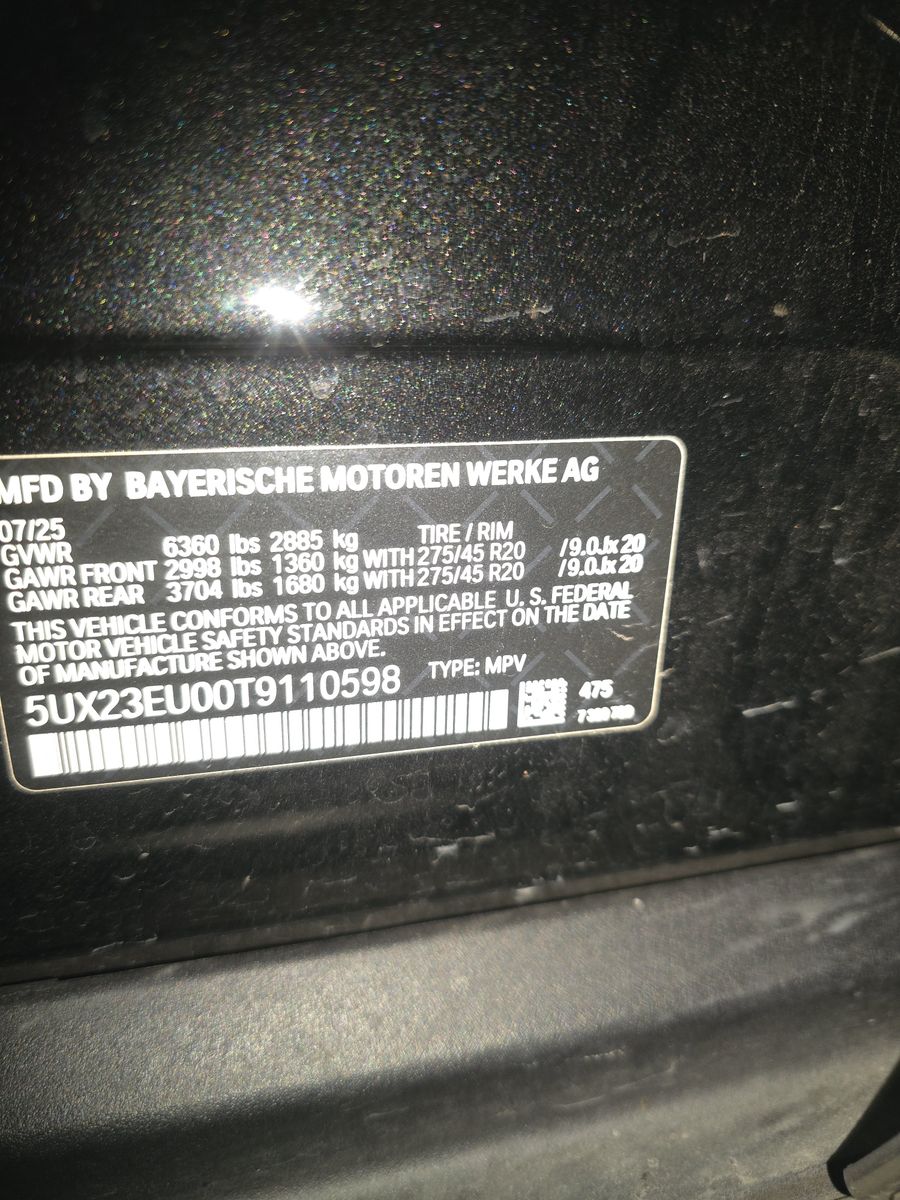 MFD BY BAYERISCHE MOTOREN WERKE AG
07/25 TIRE / RIM
GVWR 6360 lbs 2885 kg
GAWR FRONT 2998 lbs 1360 kg WITH 275/45 R20 /9.0Jx20
GAWR REAR 3704 lbs 1680 kg WITH 275/45 R20 /9.0Jx20
THIS VEHICLE CONFORMS TO ALL APPLICABLE U. S. FEDERAL
MOTOR VEHICLE SAFETY STANDARDS IN EFFECT ON THE DATE
OF MANUFACTURE SHOWN ABOVE.
5UX23EU00T9110598 TYPE: MPV
475